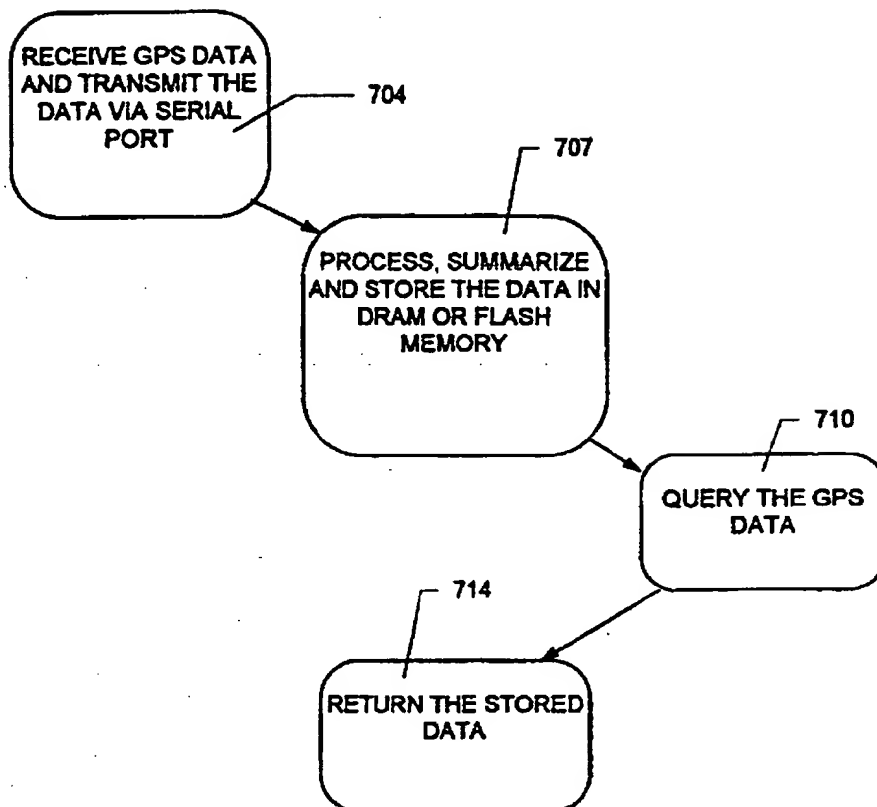 RECEIVE GPS DATA
AND TRANSMIT THE
DATA VIA SERIAL
PORT
704
707
PROCESS, SUMMARIZE
AND STORE THE DATA IN
DRAM OR FLASH
MEMORY
710
QUERY THE GPS
DATA
714
RETURN THE STORED
DATA